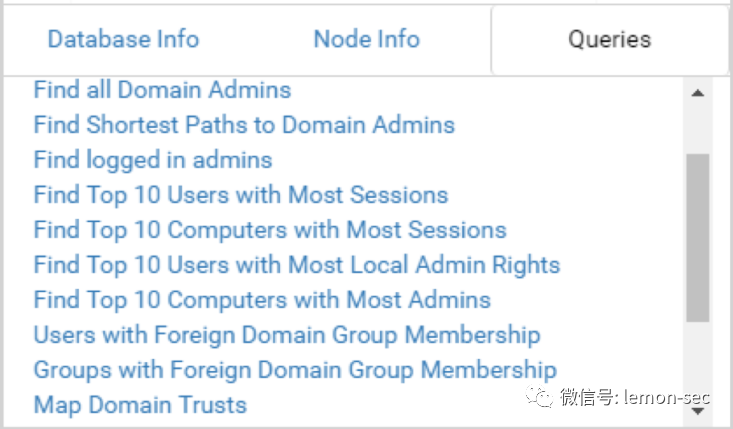 Database Info
Node Info
Queries
Find all Domain Admins
Find Shortest Paths to Domain Admins
Find logged in admins
Find Top 10 Users with Most Sessions
Find Top 10 Computers with Most Sessions
Find Top 10 Users with Most Local Admin Rights
Find Top 10 Computers with Most Admins
Users with Foreign Domain Group Membership
Groups with Foreign Domain Group Membership
微信号: lemon-sec
Map Domain Trusts